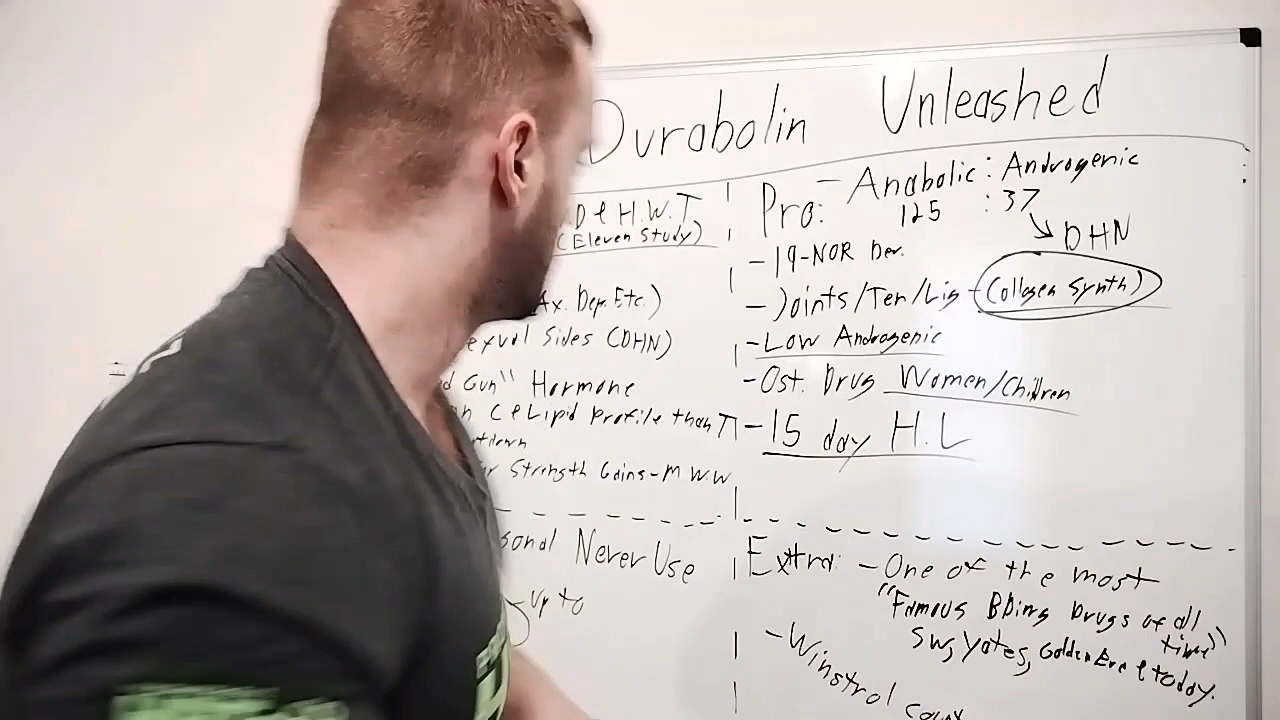 Durabolin Unleashed
D & H.W.T
(Eleven Study)
Ax. Dep. Etc.)
exual Sides (DHN)
d Gun" Hormone
n C & Lipid Profile than T
tdown
r Strength Gains-M W.W
Pro: - Anabolic : Androgenic
125 : 37
DHN
- 19-NOR Der.
- Joints/Ten/Lig - (Collagen Synth)
- Low Androgenic
- Ost. Drug Women/Children
- 15 day H.L
sonal Never Use
up to
Extra: - One of the most
"Famous BBing Drugs of all
time"
Sws, Yates, Golden Era & today.
- Winstrol